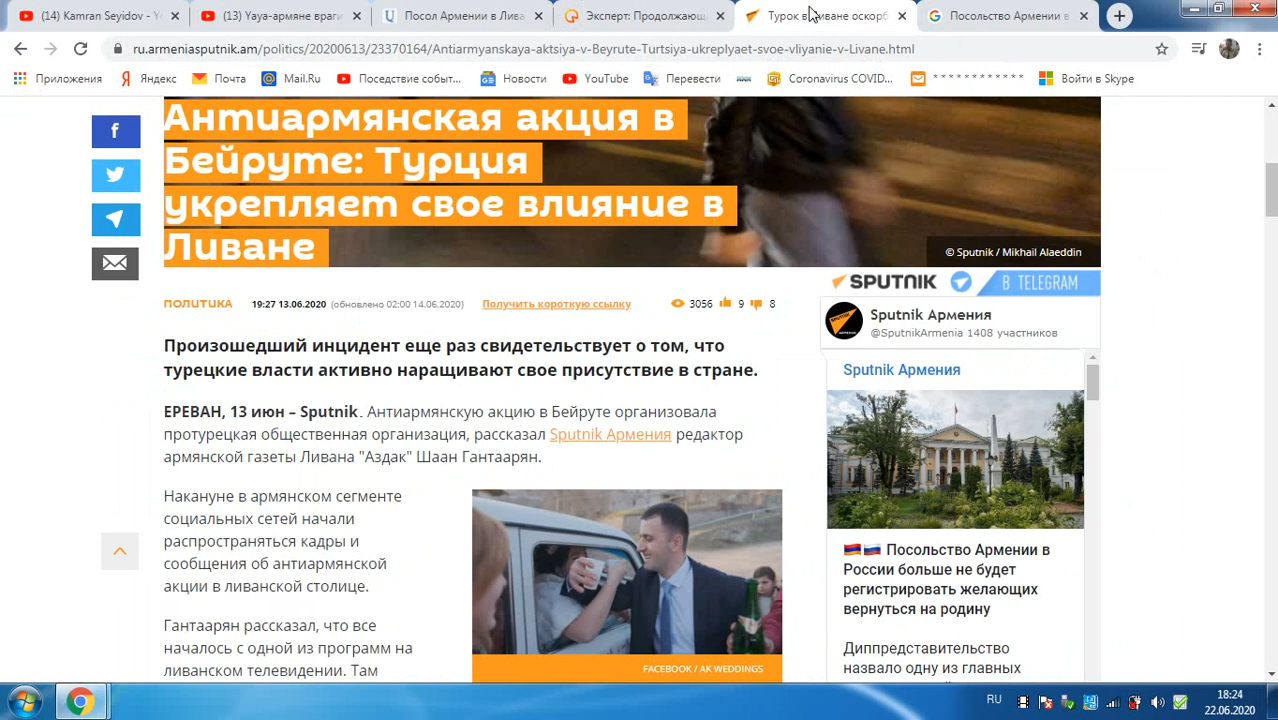 (14) Kamran Seyidov - Y
(13) Yaya-армяне враги
Посол Армении в Лива
Эксперт: Продолжающ
Турок в Ливане оскорб
Посольство Армении в
ru.armeniasputnik.am/politics/20200613/23370164/Antiarmyanskaya-aktsiya-v-Beyrute-Turtsiya-ukreplyaet-svoe-vliyanie-v-Livane.html
Приложения
Яндекс
Почта
Mail.Ru
Последствие событ...
Новости
YouTube
Перевести
Coronavirus COVID...
* * * * * * * * * * * *
Войти в Skype
Антиармянская акция в
Бейруте: Турция
укрепляет свое влияние в
Ливане
© Sputnik / Mikhail Alaeddin
ПОЛИТИКА 19:27 13.06.2020 (обновлено 02:00 14.06.2020) Получить короткую ссылку 3056 9 8
Произошедший инцидент еще раз свидетельствует о том, что
турецкие власти активно наращивают свое присутствие в стране.
ЕРЕВАН, 13 июн – Sputnik. Антиармянскую акцию в Бейруте организовала
протурецкая общественная организация, рассказал Sputnik Армения редактор
армянской газеты Ливана "Аздак" Шаан Гантаарян.
Накануне в армянском сегменте
социальных сетей начали
распространяться кадры и
сообщения об антиармянской
акции в ливанской столице.
Гантаарян рассказал, что все
началось с одной из программ на
ливанском телевидении. Там
FACEBOOK / AK WEDDINGS
SPUTNIK В TELEGRAM
Sputnik Армения
@SputnikArmenia 1408 участников
Sputnik Армения
Посольство Армении в
России больше не будет
регистрировать желающих
вернуться на родину
Диппредставительство
назвало одну из главных
RU
18:24
22.06.2020